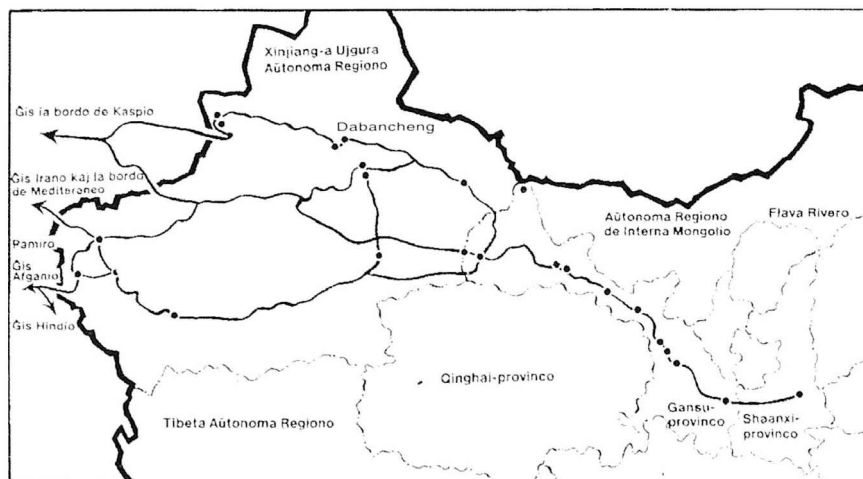 Xinjiang-a Ujgura
Aŭtonoma Regiono
Ĝis la bordo de Kaspio
Dabancheng
Ĝis Irano kaj la bordo
de Mediteraneo
Aŭtonoma Regiono
de Interna Mongolio
Flava Rivero
Pamiro
Ĝis
Afganio
Ĝis Hindio
Qinghai-provinco
Tibeta Aŭtonoma Regiono
Gansu-
provinco
Shaanxi-
provinco